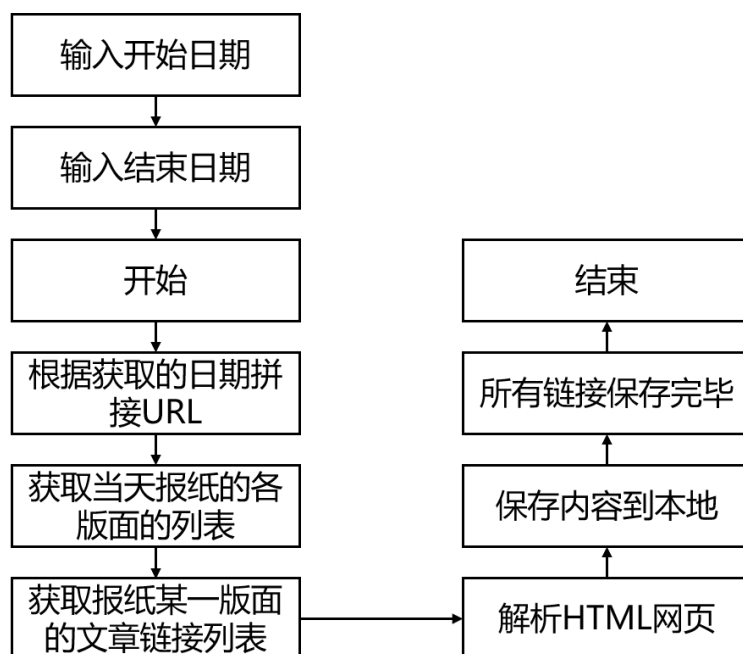 输入开始日期
输入结束日期
开始
根据获取的日期拼
接URL
获取当天报纸的各
版面的列表
获取报纸某一版面
的文章链接列表
解析HTML网页
保存内容到本地
所有链接保存完毕
结束